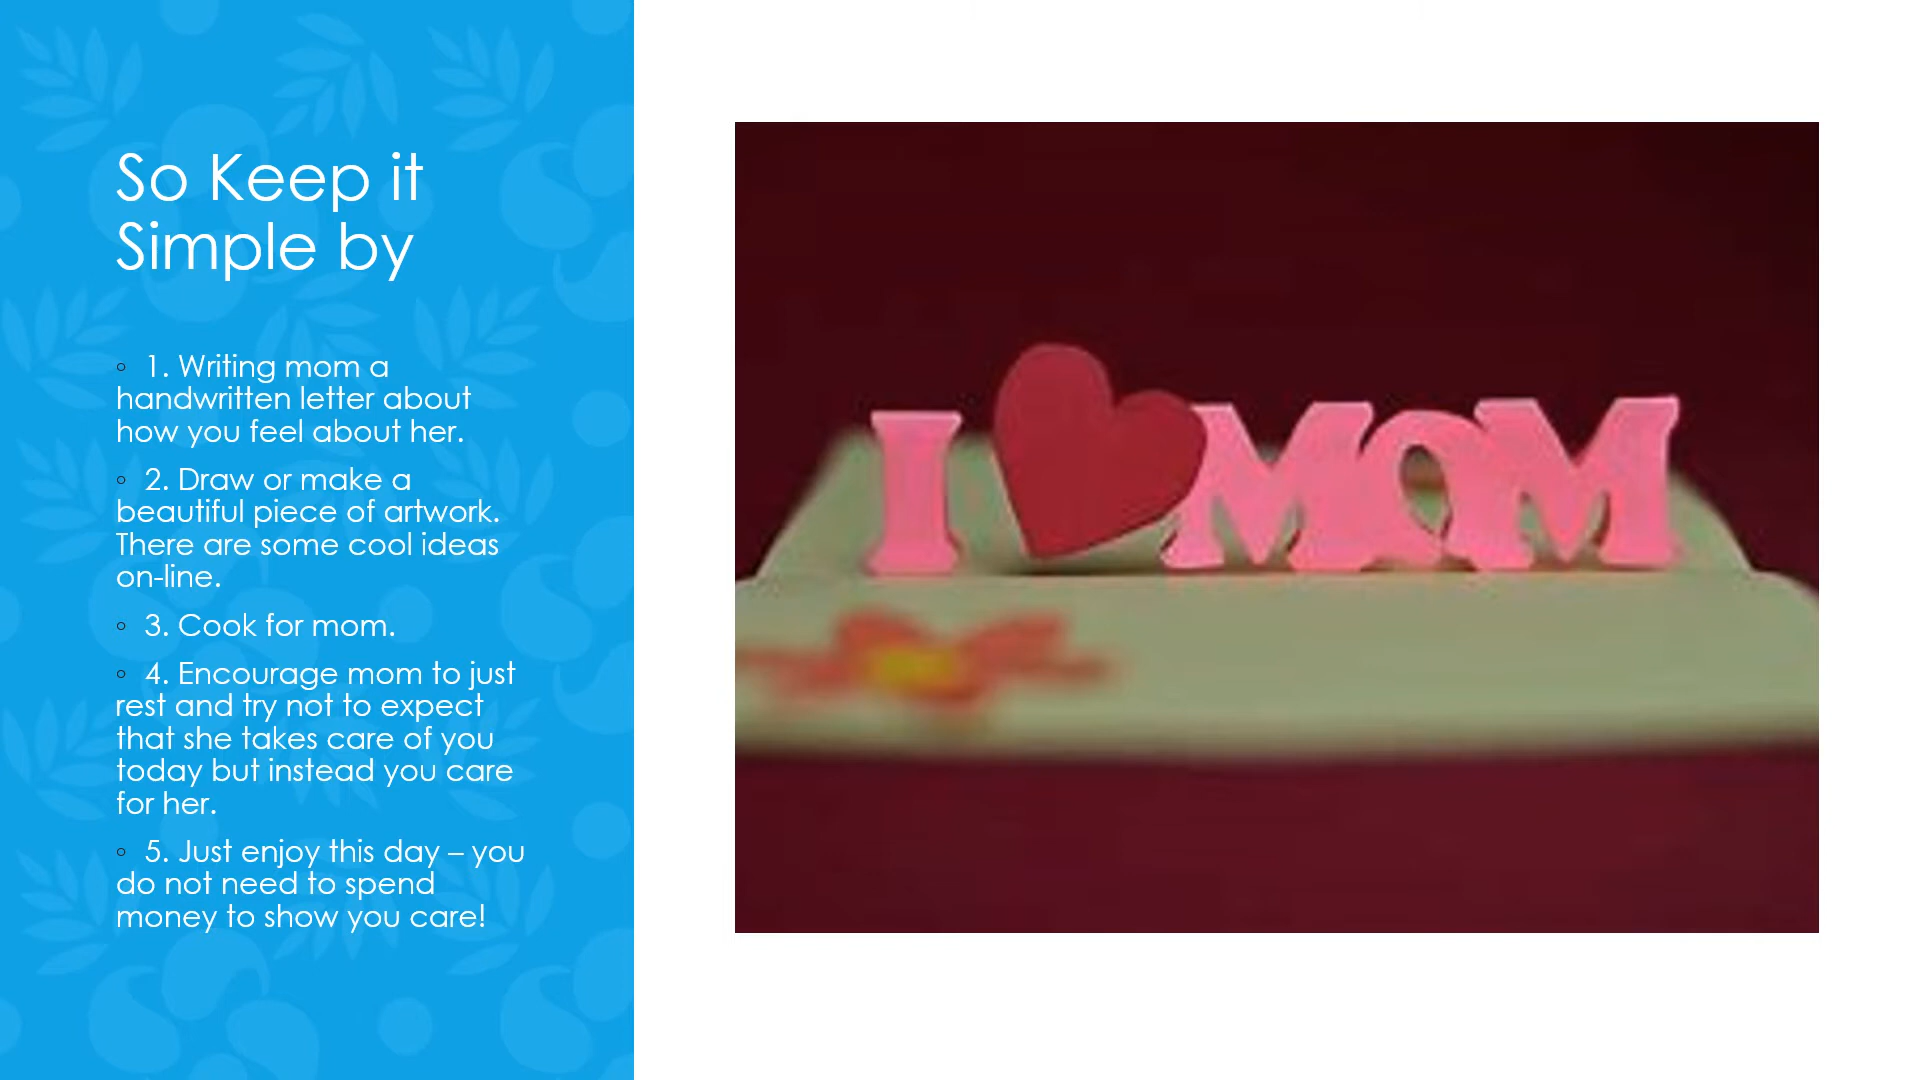 So Keep it
Simple by
1. Writing mom a
handwritten letter about
how you feel about her.
2. Draw or make a
beautiful piece of artwork.
There are some cool ideas
on-line.
3. Cook for mom.
4. Encourage mom to just
rest and try not to expect
that she takes care of you
today but instead you care
for her.
5. Just enjoy this day – you
do not need to spend
money to show you care!
I MOM